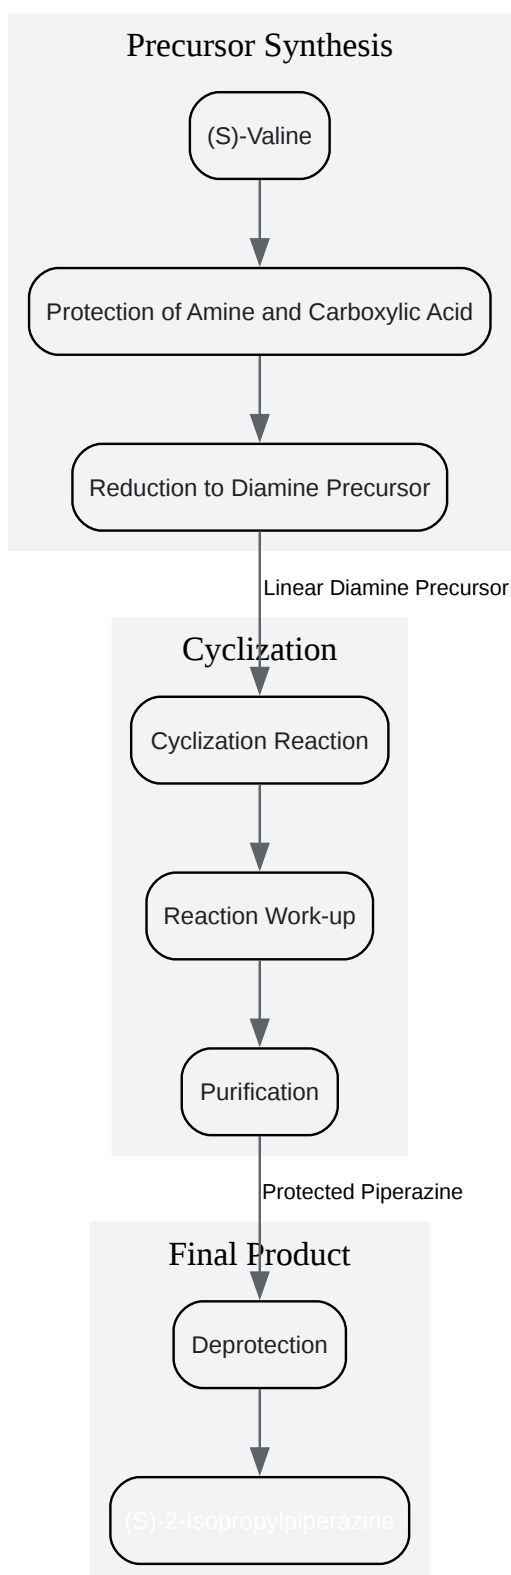 Precursor Synthesis
(S)-Valine
Protection of Amine and Carboxylic Acid
Reduction to Diamine Precursor
Linear Diamine Precursor
Cyclization
Cyclization Reaction
Reaction Work-up
Purification
Protected Piperazine
Final Product
Deprotection
(S)-2-Isopropylpiperazine